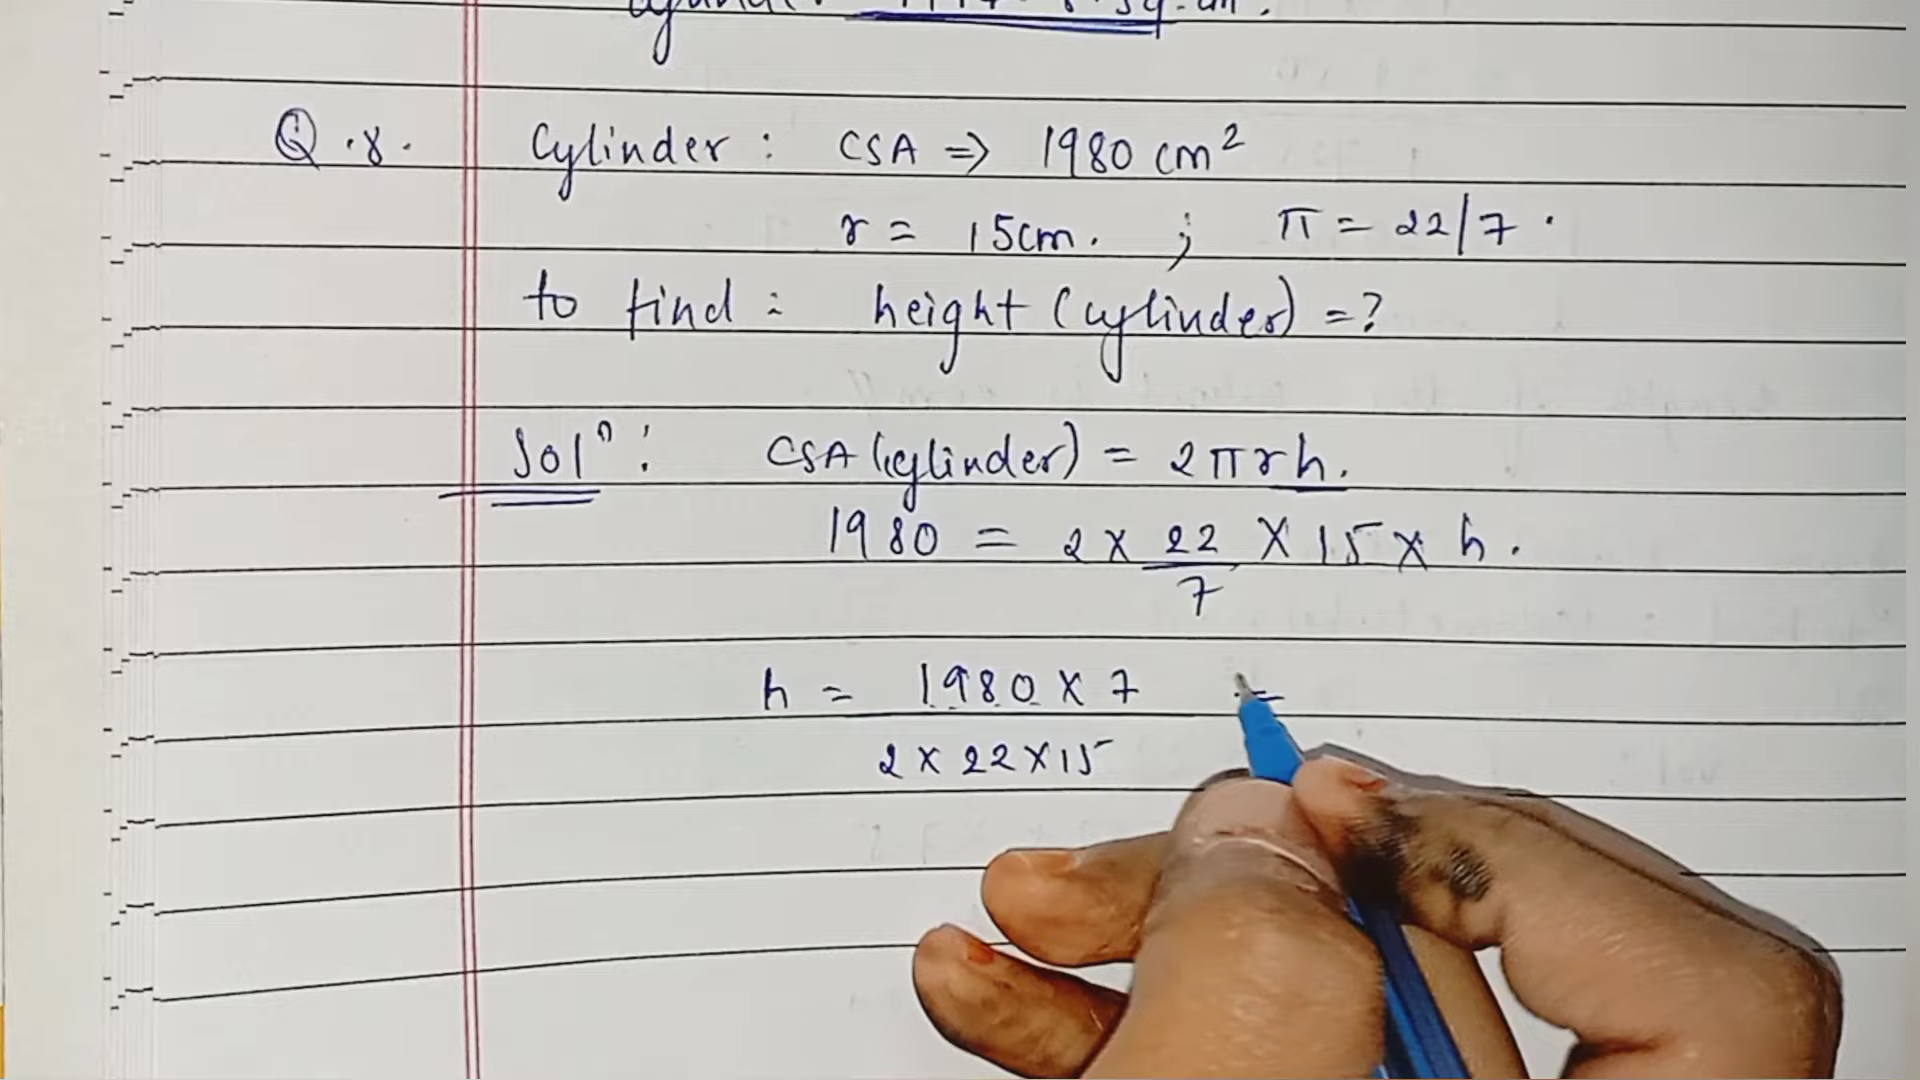 Q.8. Cylinder : CSA => 1980 cm²
r = 15cm. ; π = 22/7 .
to find : height (cylinder) = ?
Solⁿ : CSA (cylinder) = 2πrh.
1980 = 2 × 22/7 × 15 × h.
h = 1980 × 7 =
2 × 22 × 15